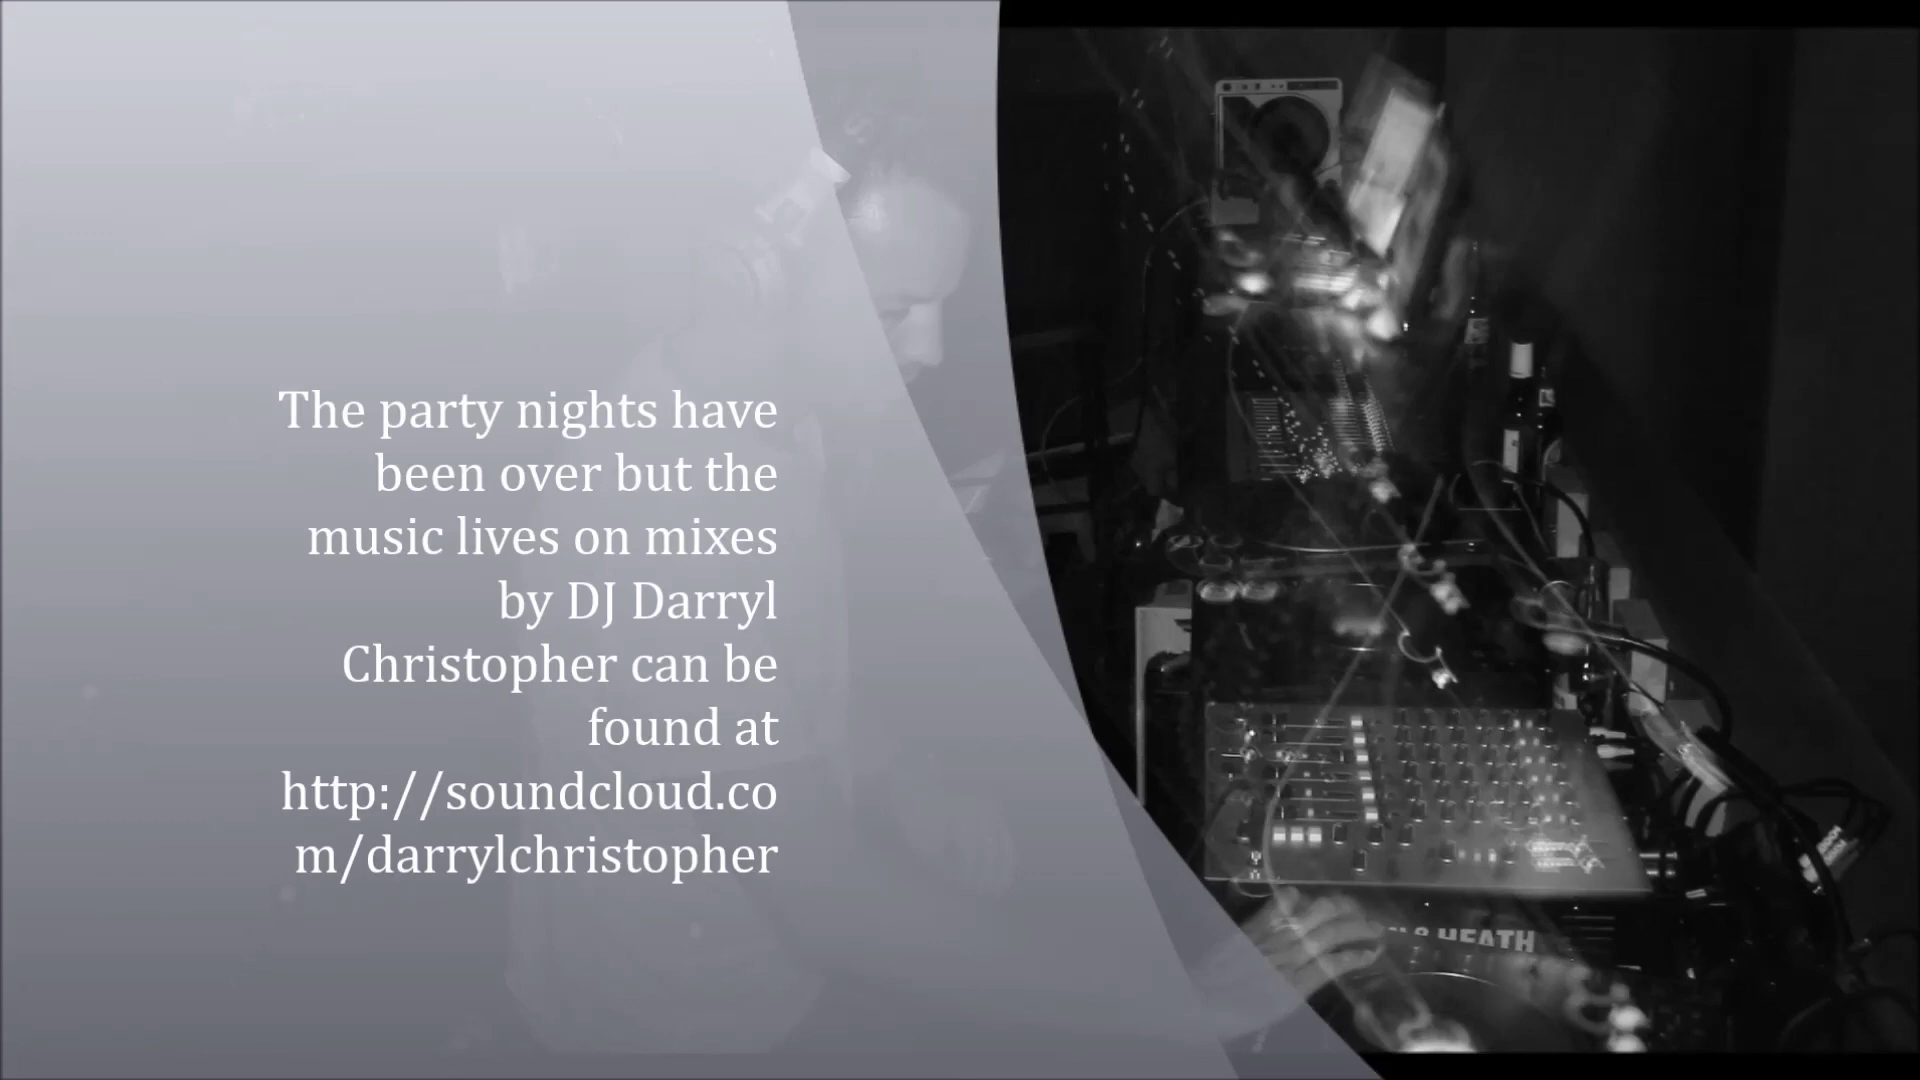 The party nights have
been over but the
music lives on mixes
by DJ Darryl
Christopher can be
found at
http://soundcloud.co
m/darrylchristopher
HEATH